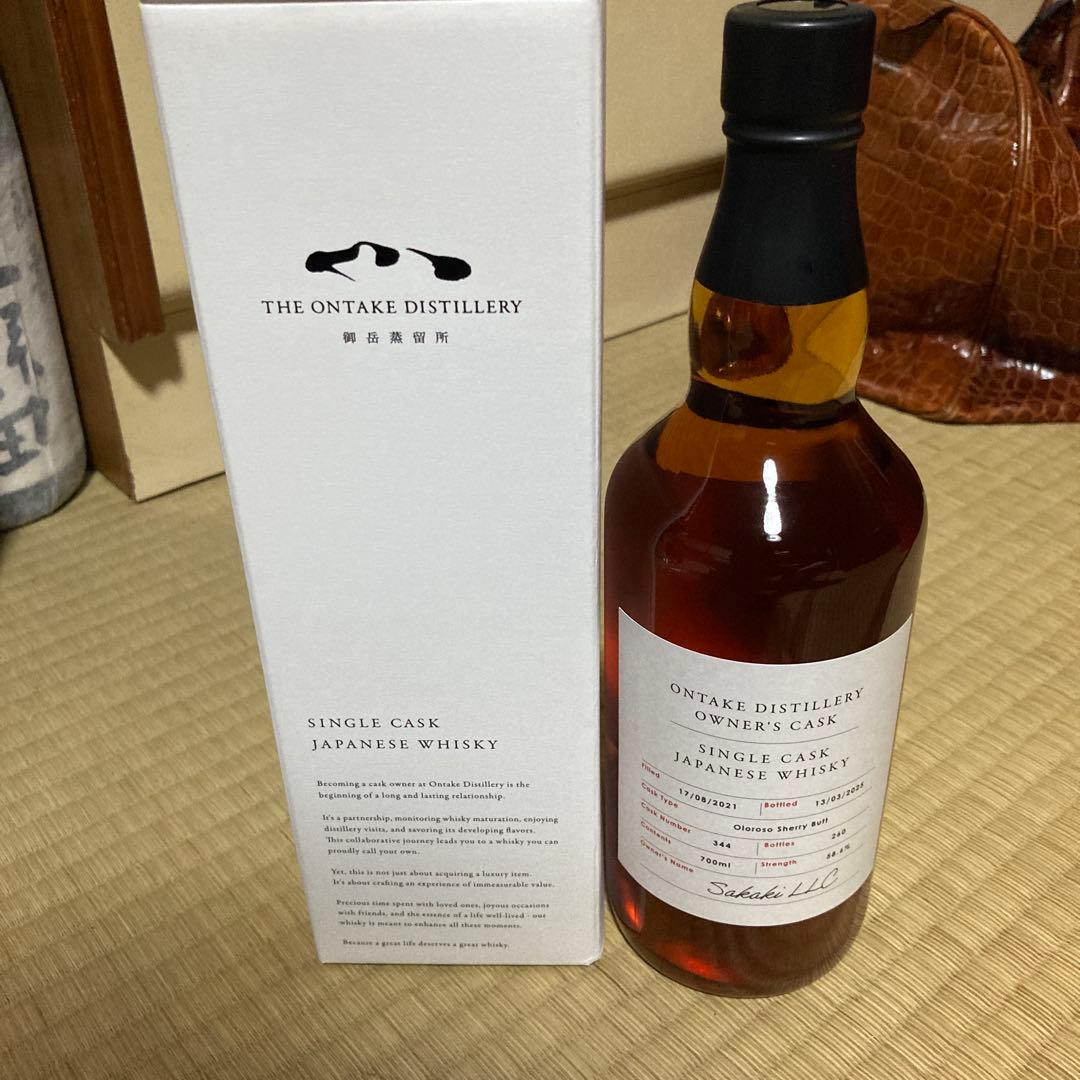 THE ONTAKE DISTILLERY
御岳蒸留所
SINGLE CASK
JAPANESE WHISKY
Becoming a cask owner at Ontake Distillery is the
beginning of a long and lasting relationship.
It's a partnership, monitoring whisky maturation, enjoying
distillery visits, and savoring its developing flavors.
This collaborative journey leads you to a whisky you can
proudly call your own.
Yet, this is not just about acquiring a luxury item.
It's about crafting an experience of immeasurable value.
Precious time spent with loved ones, joyous occasions
with friends, and the essence of a life well-lived - our
whisky is meant to enhance all these moments.
Because a great life deserves a great whisky.
ONTAKE DISTILLERY
OWNER'S CASK
SINGLE CASK
JAPANESE WHISKY
Filled 17/08/2021 Bottled 13/03/2025
Cask Type Oloroso Sherry Butt
Cask Number 344 Bottles 260
Contents 700ml Strength 58.6%
Owner's Name Sakaki LLC